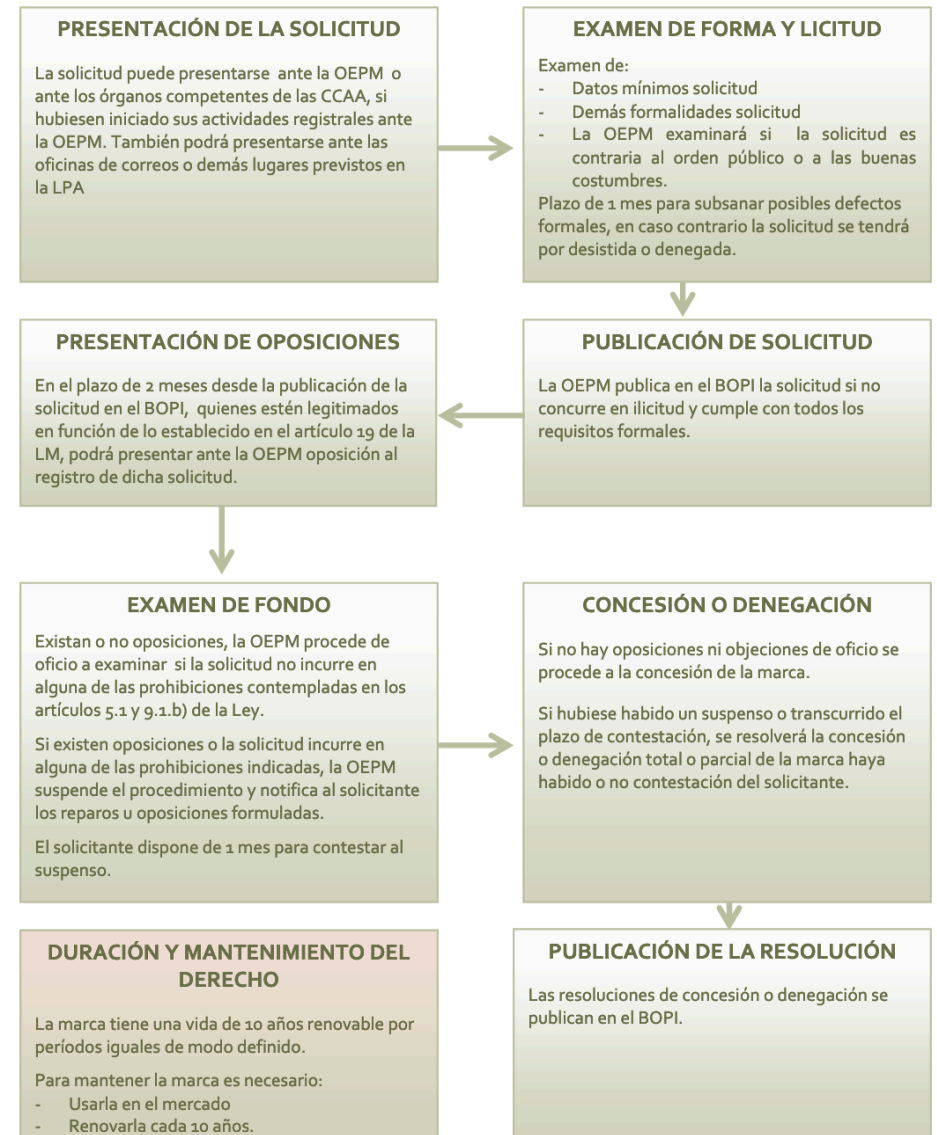 PRESENTACIÓN DE LA SOLICITUD
La solicitud puede presentarse ante la OEPM o
ante los órganos competentes de las CCAA, si
hubiesen iniciado sus actividades registrales ante
la OEPM. También podrá presentarse ante las
oficinas de correos o demás lugares previstos en
la LPA
EXAMEN DE FORMA Y LICITUD
Examen de:
- Datos mínimos solicitud
- Demás formalidades solicitud
- La OEPM examinará si la solicitud es
contraria al orden público o a las buenas
costumbres.
Plazo de 1 mes para subsanar posibles defectos
formales, en caso contrario la solicitud se tendrá
por desistida o denegada.
PUBLICACIÓN DE SOLICITUD
La OEPM publica en el BOPI la solicitud si no
concurre en ilicitud y cumple con todos los
requisitos formales.
PRESENTACIÓN DE OPOSICIONES
En el plazo de 2 meses desde la publicación de la
solicitud en el BOPI, quienes estén legitimados
en función de lo establecido en el artículo 19 de la
LM, podrá presentar ante la OEPM oposición al
registro de dicha solicitud.
EXAMEN DE FONDO
Existan o no oposiciones, la OEPM procede de
oficio a examinar si la solicitud no incurre en
alguna de las prohibiciones contempladas en los
artículos 5.1 y 9.1.b) de la Ley.
Si existen oposiciones o la solicitud incurre en
alguna de las prohibiciones indicadas, la OEPM
suspende el procedimiento y notifica al solicitante
los reparos u oposiciones formuladas.
El solicitante dispone de 1 mes para contestar al
suspenso.
CONCESIÓN O DENEGACIÓN
Si no hay oposiciones ni objeciones de oficio se
procede a la concesión de la marca.
Si hubiese habido un suspenso o transcurrido el
plazo de contestación, se resolverá la concesión
o denegación total o parcial de la marca haya
habido o no contestación del solicitante.
PUBLICACIÓN DE LA RESOLUCIÓN
Las resoluciones de concesión o denegación se
publican en el BOPI.
DURACIÓN Y MANTENIMIENTO DEL
DERECHO
La marca tiene una vida de 10 años renovable por
períodos iguales de modo definido.
Para mantener la marca es necesario:
- Usarla en el mercado
- Renovarla cada 10 años.